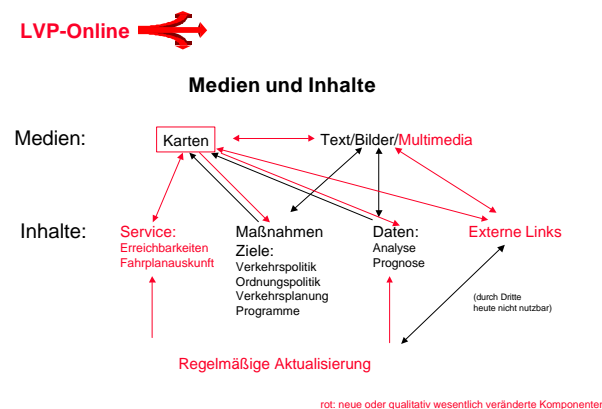 LVP-Online
Medien und Inhalte
Medien: Karten Text/Bilder/Multimedia
Inhalte: Service: Maßnahmen Daten: Externe Links
Erreichbarkeiten Ziele: Analyse
Fahrplanauskunft Verkehrspolitik Prognose
Ordnungspolitik
Verkehrsplanung
Programme
(durch Dritte
heute nicht nutzbar)
Regelmäßige Aktualisierung
rot: neue oder qualitativ wesentlich veränderte Komponenten